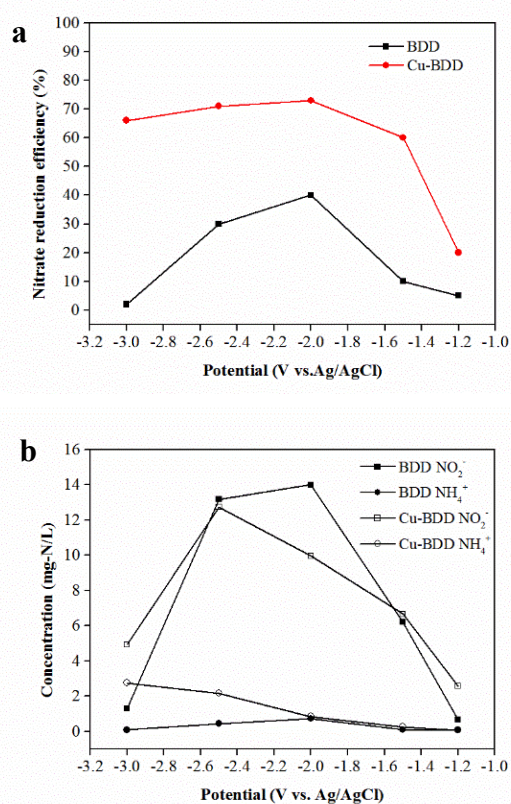 a
100
90
80
70
60
50
40
30
20
10
0
Nitrate reduction efficiency (%)
BDD
Cu-BDD
-3.2 -3.0 -2.8 -2.6 -2.4 -2.2 -2.0 -1.8 -1.6 -1.4 -1.2 -1.0
Potential (V vs.Ag/AgCl)
b
16
14
12
10
8
6
4
2
0
Concentration (mg-N/L)
BDD NO₂⁻
BDD NH₄⁺
Cu-BDD NO₂⁻
Cu-BDD NH₄⁺
-3.2 -3.0 -2.8 -2.6 -2.4 -2.2 -2.0 -1.8 -1.6 -1.4 -1.2 -1.0
Potential (V vs. Ag/AgCl)